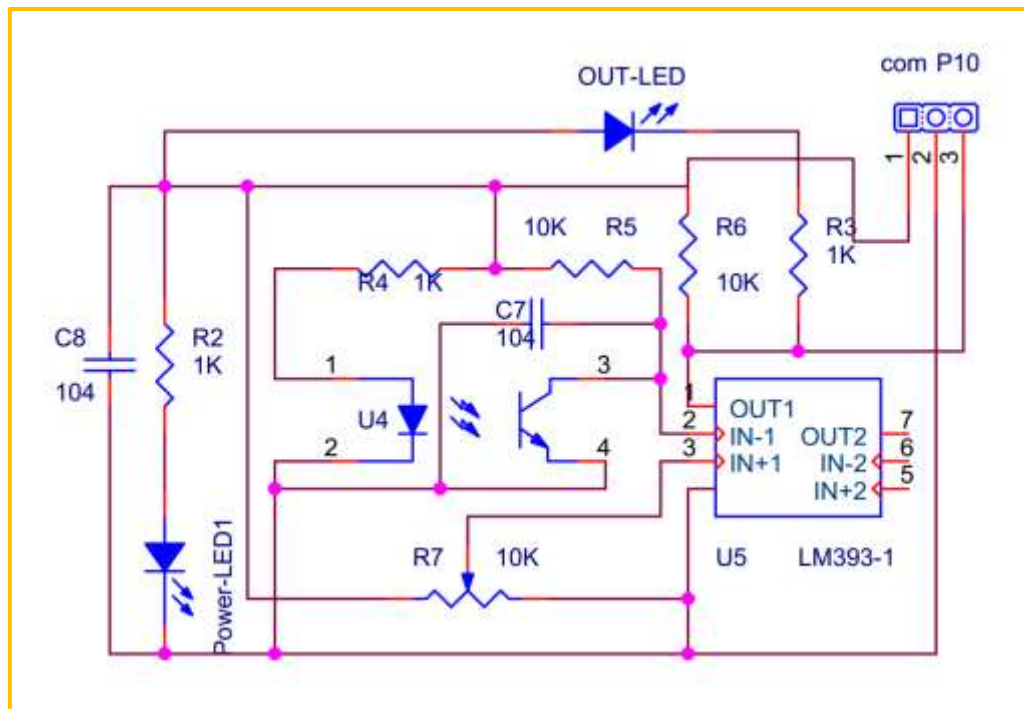 com P10
OUT-LED
1
2
3
10K R5
R6
10K
R3
1K
R4 1K
C7
104
C8
104
R2
1K
1
2
U4
3
4
1
2
3
OUT1
IN-1
IN+1
OUT2
IN-2
IN+2
7
6
5
R7 10K
U5 LM393-1
Power-LED1